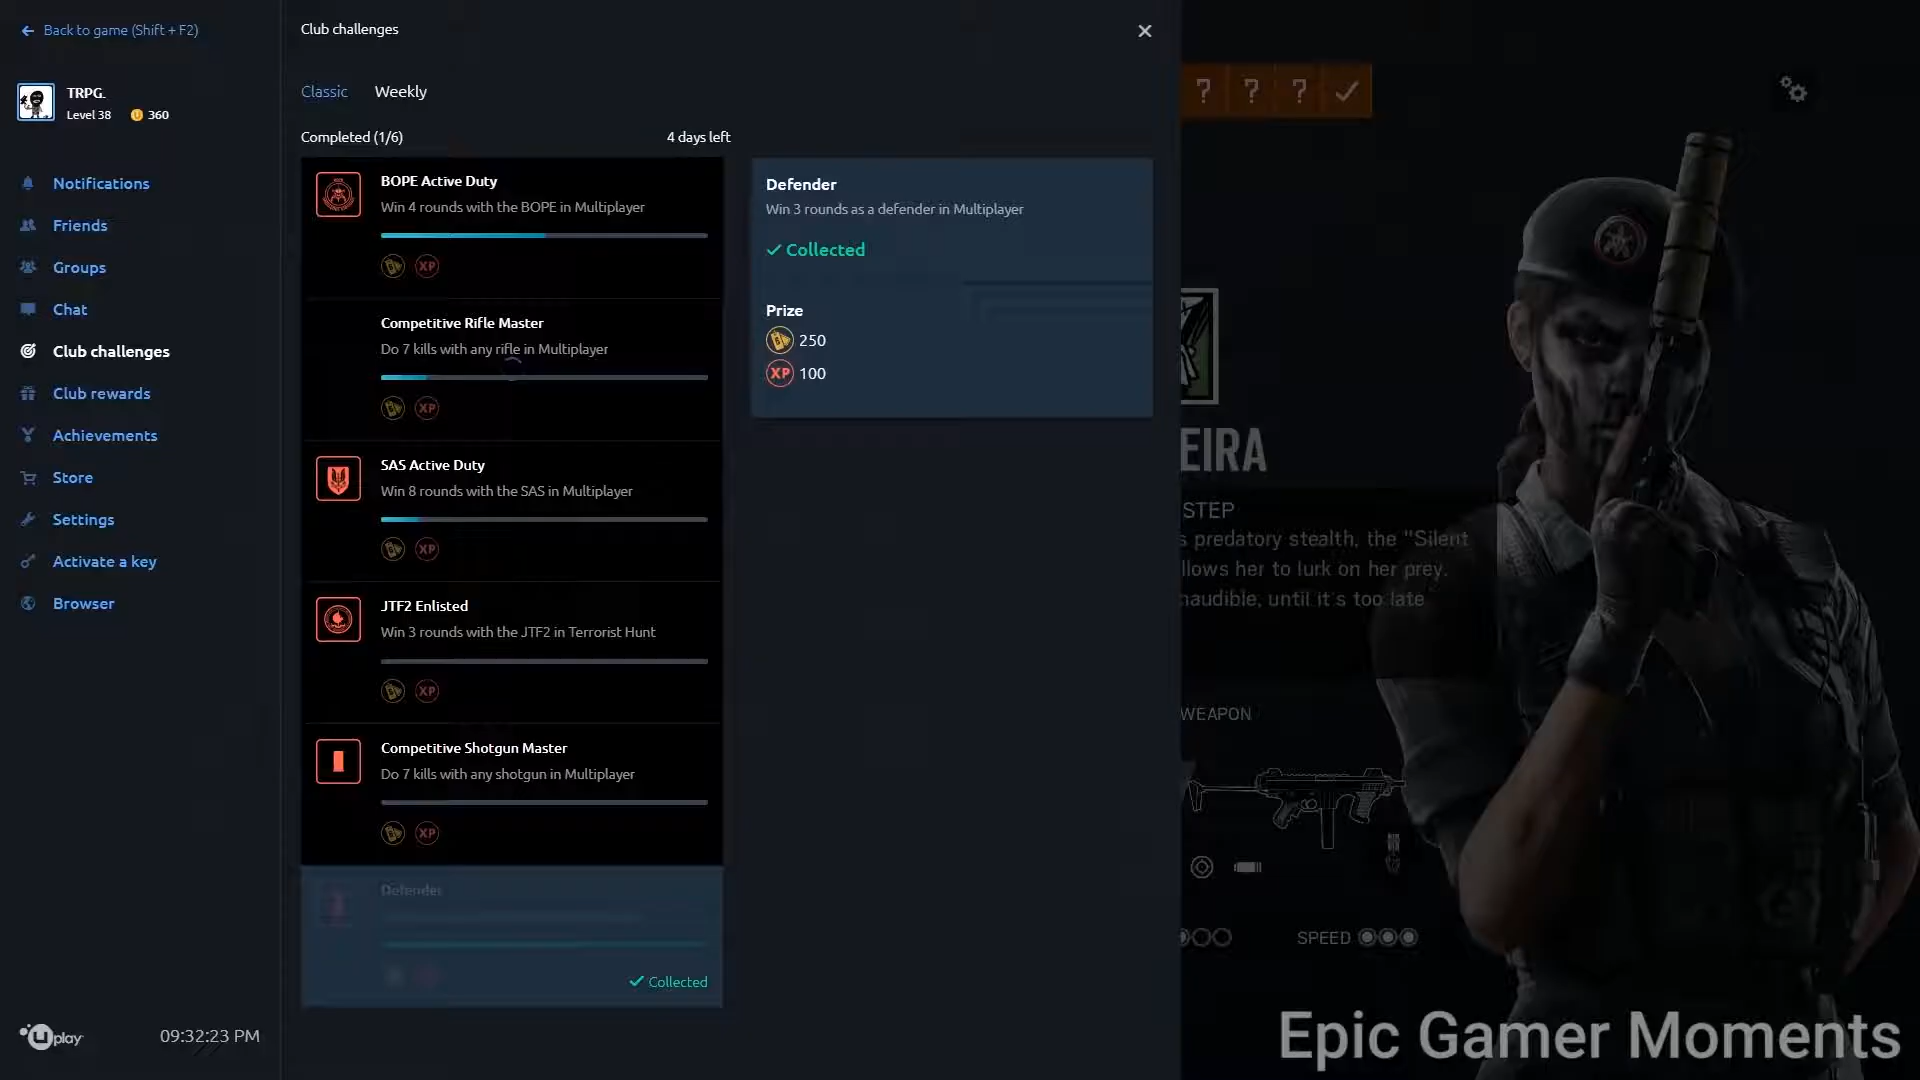 Back to game (Shift + F2)
TRPG.
Level 38 360
Notifications
Friends
Groups
Chat
Club challenges
Club rewards
Achievements
Store
Settings
Activate a key
Browser
Uplay
09:32:23 PM
Club challenges
Classic Weekly
Completed (1/6) 4 days left
BOPE Active Duty
Win 4 rounds with the BOPE in Multiplayer
XP
Competitive Rifle Master
Do 7 kills with any rifle in Multiplayer
XP
SAS Active Duty
Win 8 rounds with the SAS in Multiplayer
XP
JTF2 Enlisted
Win 3 rounds with the JTF2 in Terrorist Hunt
XP
Competitive Shotgun Master
Do 7 kills with any shotgun in Multiplayer
XP
Defender
Collected
Defender
Win 3 rounds as a defender in Multiplayer
Collected
Prize
250
XP 100
? ? ?
EIRA
STEP
s predatory stealth, the "Silent
llows her to lurk on her prey.
naudible, until it's too late
WEAPON
SPEED
Epic Gamer Moments